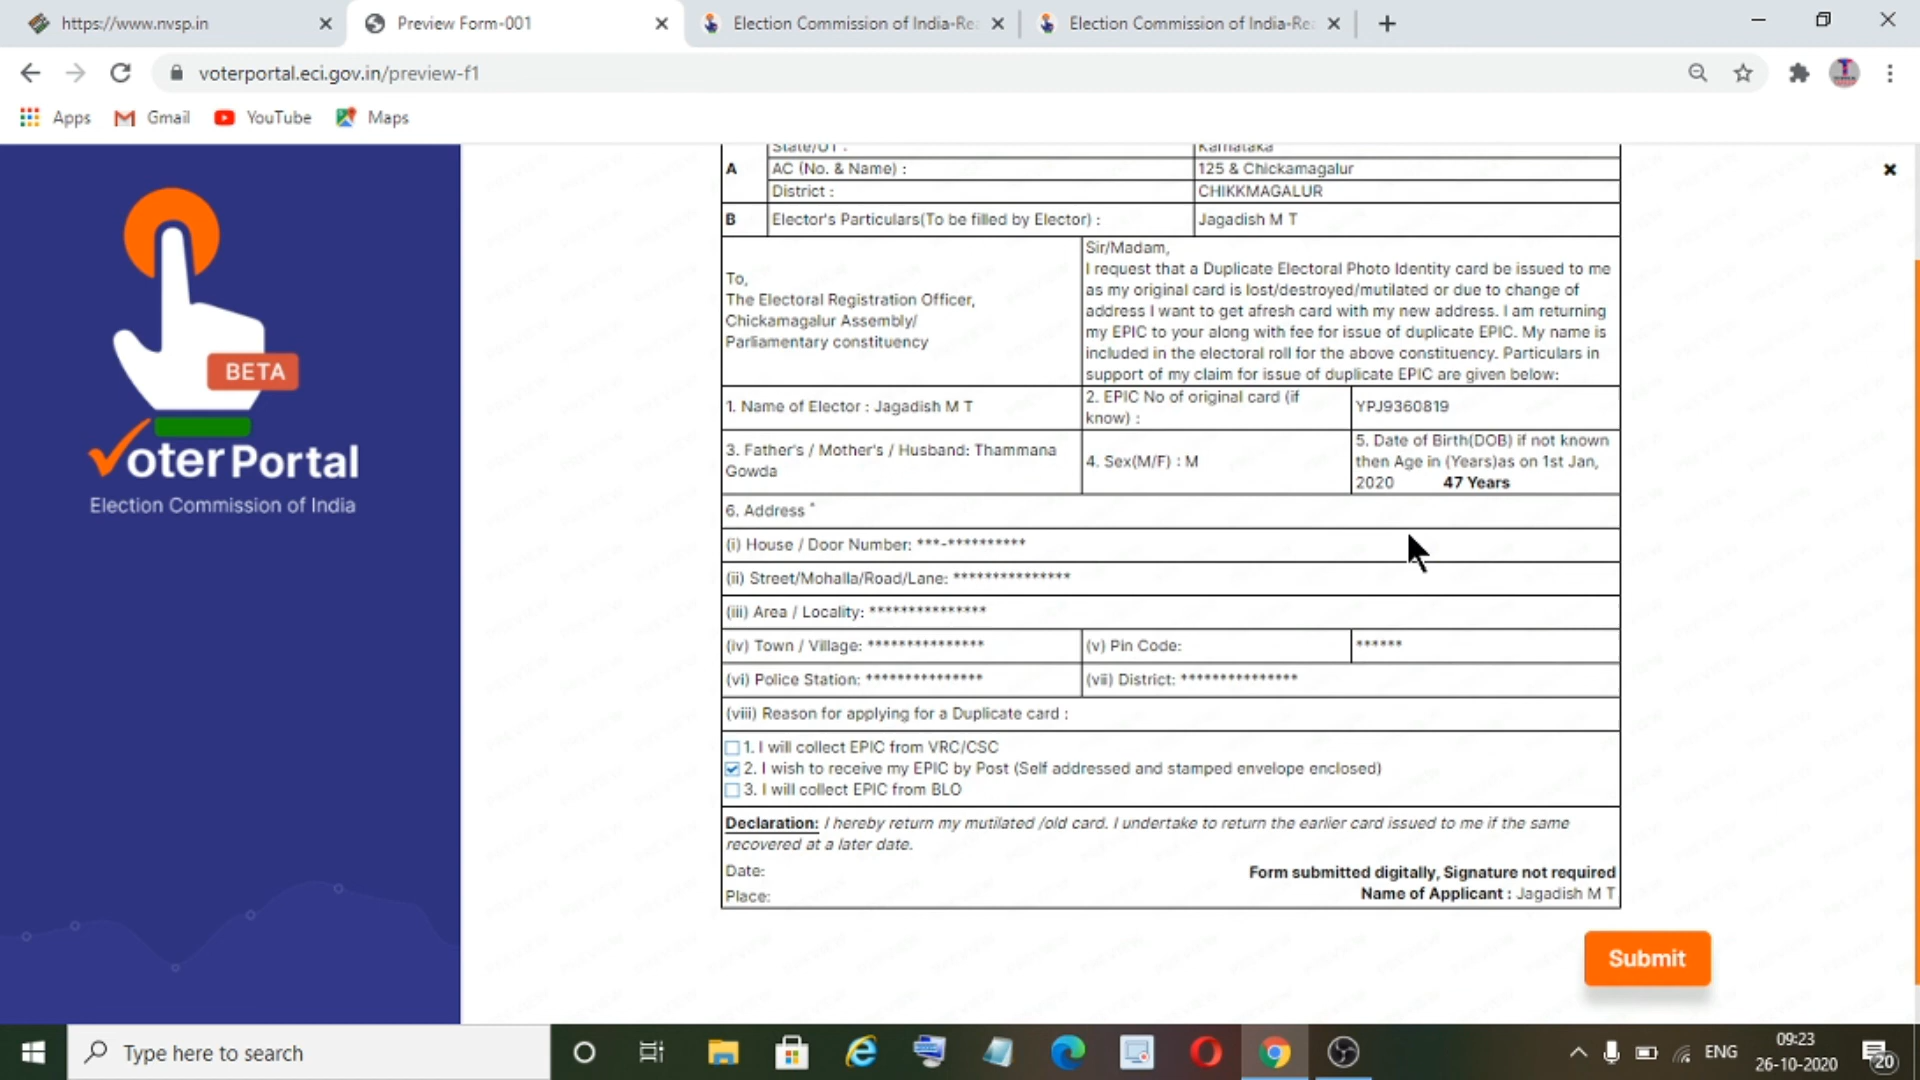 https://www.nvsp.in
Preview Form-001
Election Commission of India-Re
Election Commission of India-Re
voterportal.eci.gov.in/preview-f1
Apps
Gmail
YouTube
Maps
BETA
VoterPortal
Election Commission of India
State/UT :
Karnataka
A
AC (No. & Name) :
125 & Chickamagalur
District :
CHIKKMAGALUR
B
Elector's Particulars(To be filled by Elector) :
Jagadish M T
To,
The Electoral Registration Officer,
Chickamagalur Assembly/
Parliamentary constituency
Sir/Madam,
I request that a Duplicate Electoral Photo Identity card be issued to me
as my original card is lost/destroyed/mutilated or due to change of
address I want to get afresh card with my new address. I am returning
my EPIC to your along with fee for issue of duplicate EPIC. My name is
included in the electoral roll for the above constituency. Particulars in
support of my claim for issue of duplicate EPIC are given below:
1. Name of Elector : Jagadish M T
2. EPIC No of original card (if
know) :
YPJ9360819
3. Father's / Mother's / Husband: Thammana
Gowda
4. Sex(M/F) : M
5. Date of Birth(DOB) if not known
then Age in (Years)as on 1st Jan,
2020 47 Years
6. Address *
(i) House / Door Number: ***-**********
(ii) Street/Mohalla/Road/Lane: ***************
(iii) Area / Locality: ***************
(iv) Town / Village: ***************
(v) Pin Code:
******
(vi) Police Station: ***************
(vii) District: ***************
(viii) Reason for applying for a Duplicate card :
1. I will collect EPIC from VRC/CSC
2. I wish to receive my EPIC by Post (Self addressed and stamped envelope enclosed)
3. I will collect EPIC from BLO
Declaration: I hereby return my mutilated /old card. I undertake to return the earlier card issued to me if the same
recovered at a later date.
Date:
Form submitted digitally, Signature not required
Place:
Name of Applicant : Jagadish M T
Submit
Type here to search
ENG
09:23
26-10-2020
20